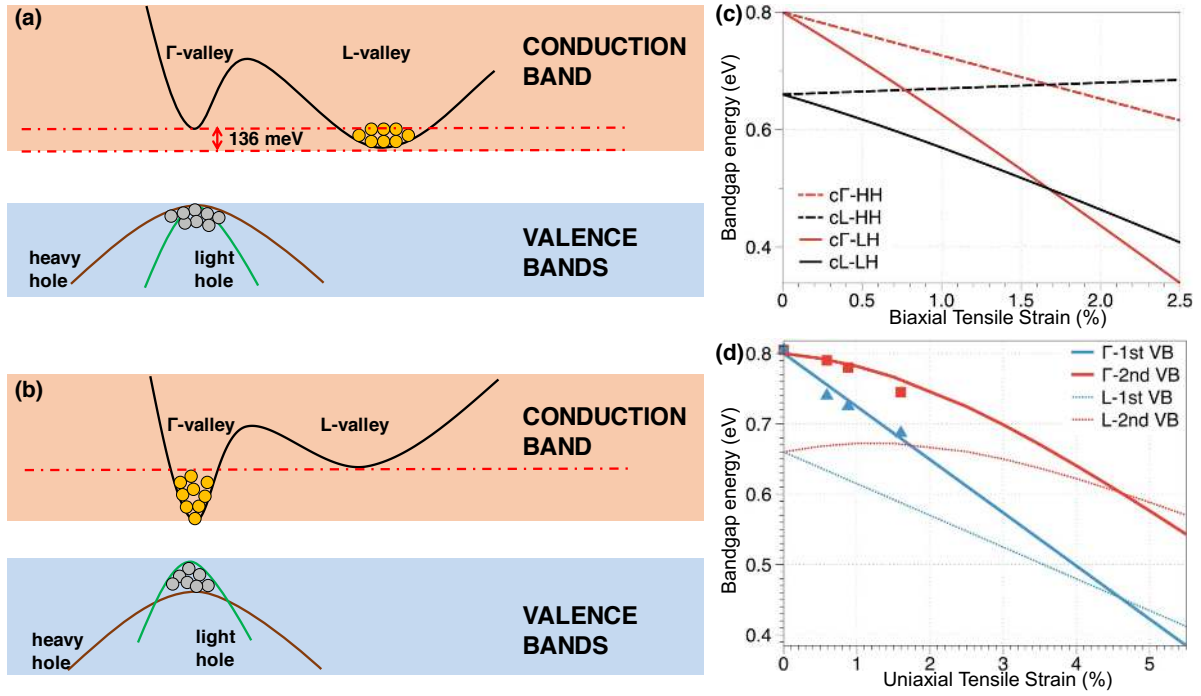 (a)
Γ-valley
L-valley
CONDUCTION
BAND
136 meV
heavy
hole
light
hole
VALENCE
BANDS
(b)
Γ-valley
L-valley
CONDUCTION
BAND
heavy
hole
light
hole
VALENCE
BANDS
(c)
Bandgap energy (eV)
0.8
0.6
0.4
cΓ-HH
cL-HH
cΓ-LH
cL-LH
0
0.5
1.0
1.5
2.0
2.5
Biaxial Tensile Strain (%)
(d)
Bandgap energy (eV)
0.8
0.7
0.6
0.5
0.4
Γ-1st VB
Γ-2nd VB
L-1st VB
L-2nd VB
0
1
2
3
4
5
Uniaxial Tensile Strain (%)